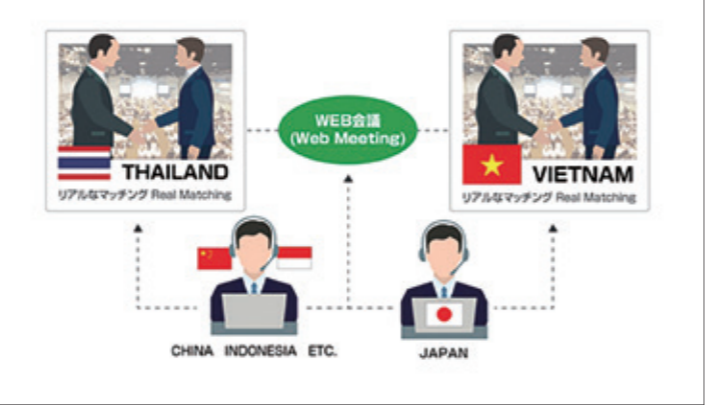 WEB会議
(Web Meeting)
THAILAND
リアルなマッチング Real Matching
VIETNAM
リアルなマッチング Real Matching
CHINA INDONESIA ETC.
JAPAN